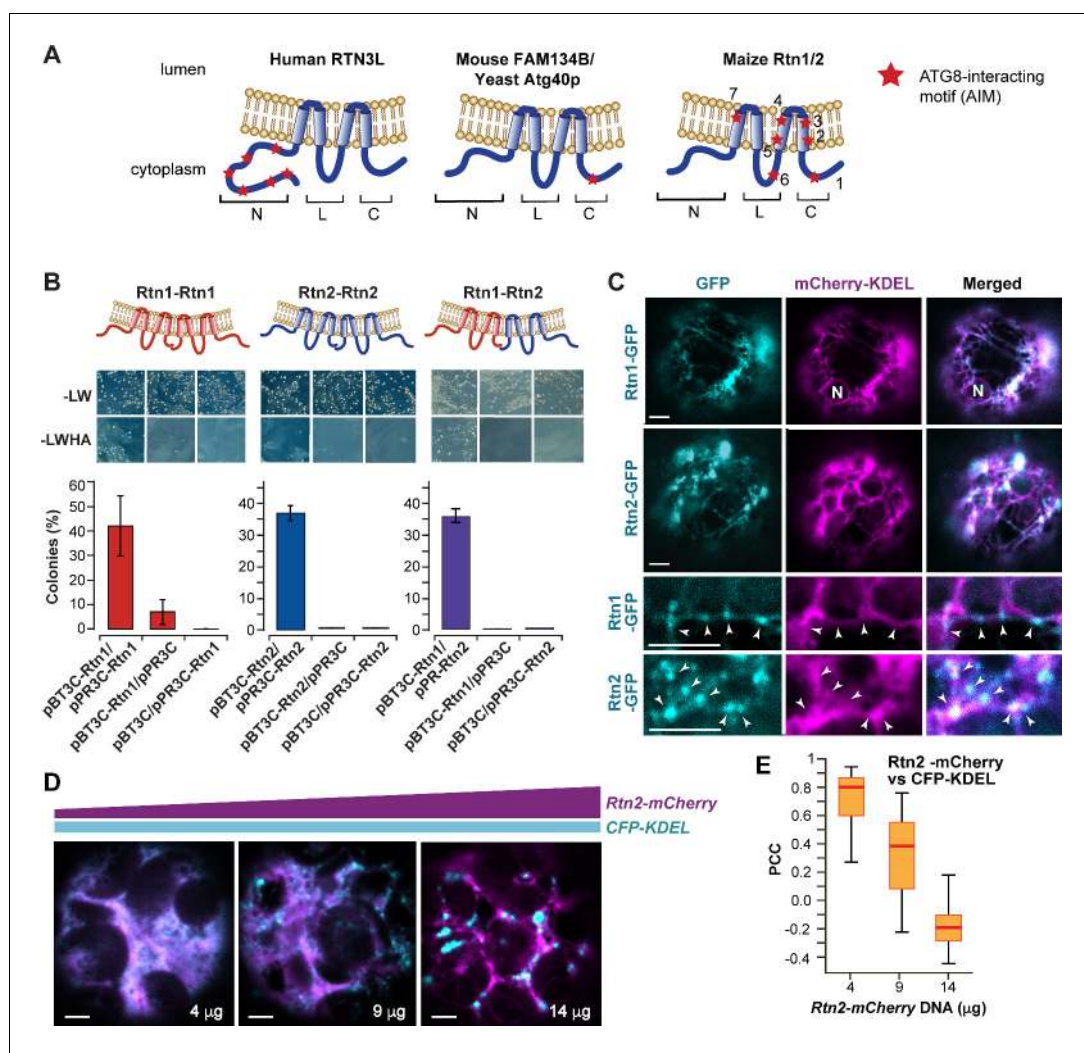 A
Human RTN3L
Mouse FAM134B/
Yeast Atg40p
Maize Rtn1/2
lumen
cytoplasm
7
4
3
2
5
6
1
N
L
C
N
L
C
N
L
C
ATG8-interacting
motif (AIM)
B
Rtn1-Rtn1
Rtn2-Rtn2
Rtn1-Rtn2
-LW
-LWHA
Colonies (%)
60
50
40
30
20
10
0
30
20
10
0
30
20
10
0
pBT3C-Rtn1/
pPR3C-Rtn1
pBT3C-Rtn1/pPR3C
pBT3C/pPR3C-Rtn1
pBT3C-Rtn2/
pPR3C-Rtn2
pBT3C-Rtn2/pPR3C
pBT3C/pPR3C-Rtn2
pBT3C-Rtn1/
pPR-Rtn2
pBT3C-Rtn1/pPR3C
pBT3C/pPR3C-Rtn2
C
GFP
mCherry-KDEL
Merged
Rtn1-GFP
N
N
Rtn2-GFP
Rtn1
-GFP
Rtn2
-GFP
D
Rtn2-mCherry
CFP-KDEL
4 μg
9 μg
14 μg
E
Rtn2 -mCherry
vs CFP-KDEL
PCC
1
0.8
0.6
0.4
0.2
0.0
-0.2
-0.4
4
9
14
Rtn2-mCherry DNA (μg)